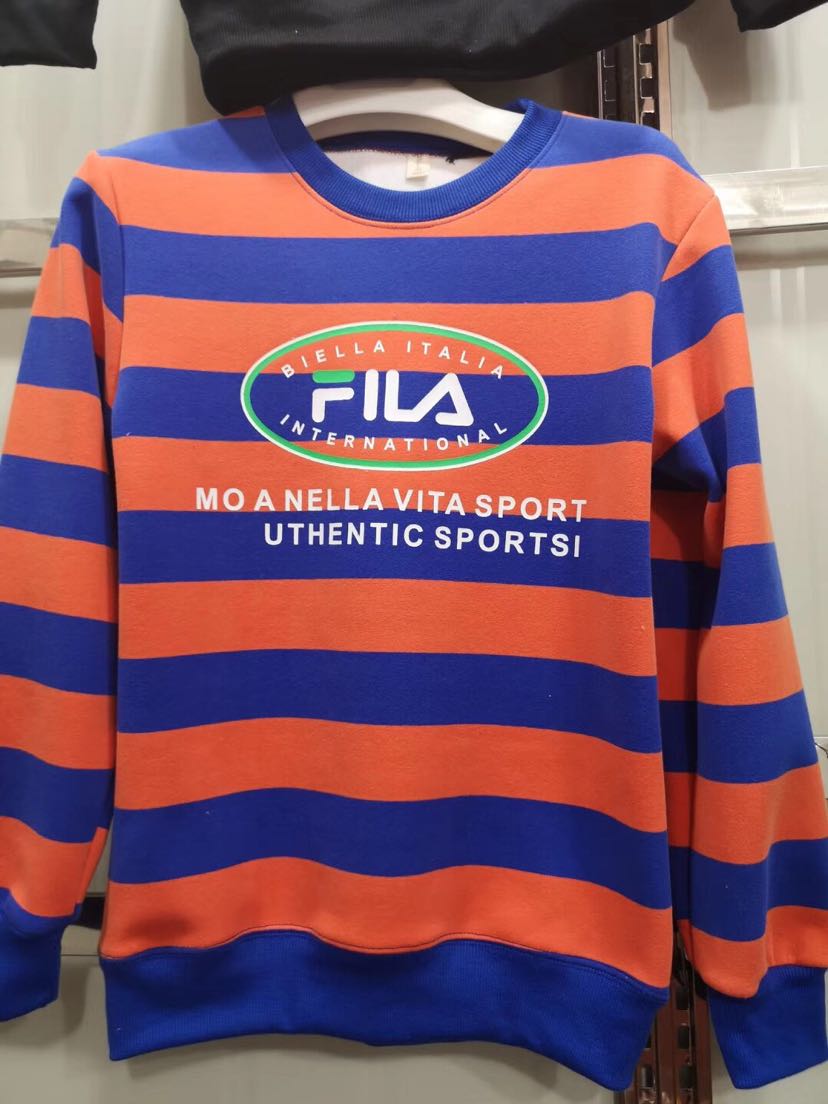 BIELLA ITALIA
FILA
INTERNATIONAL
MO A NELLA VITA SPORT
UTHENTIC SPORTSI